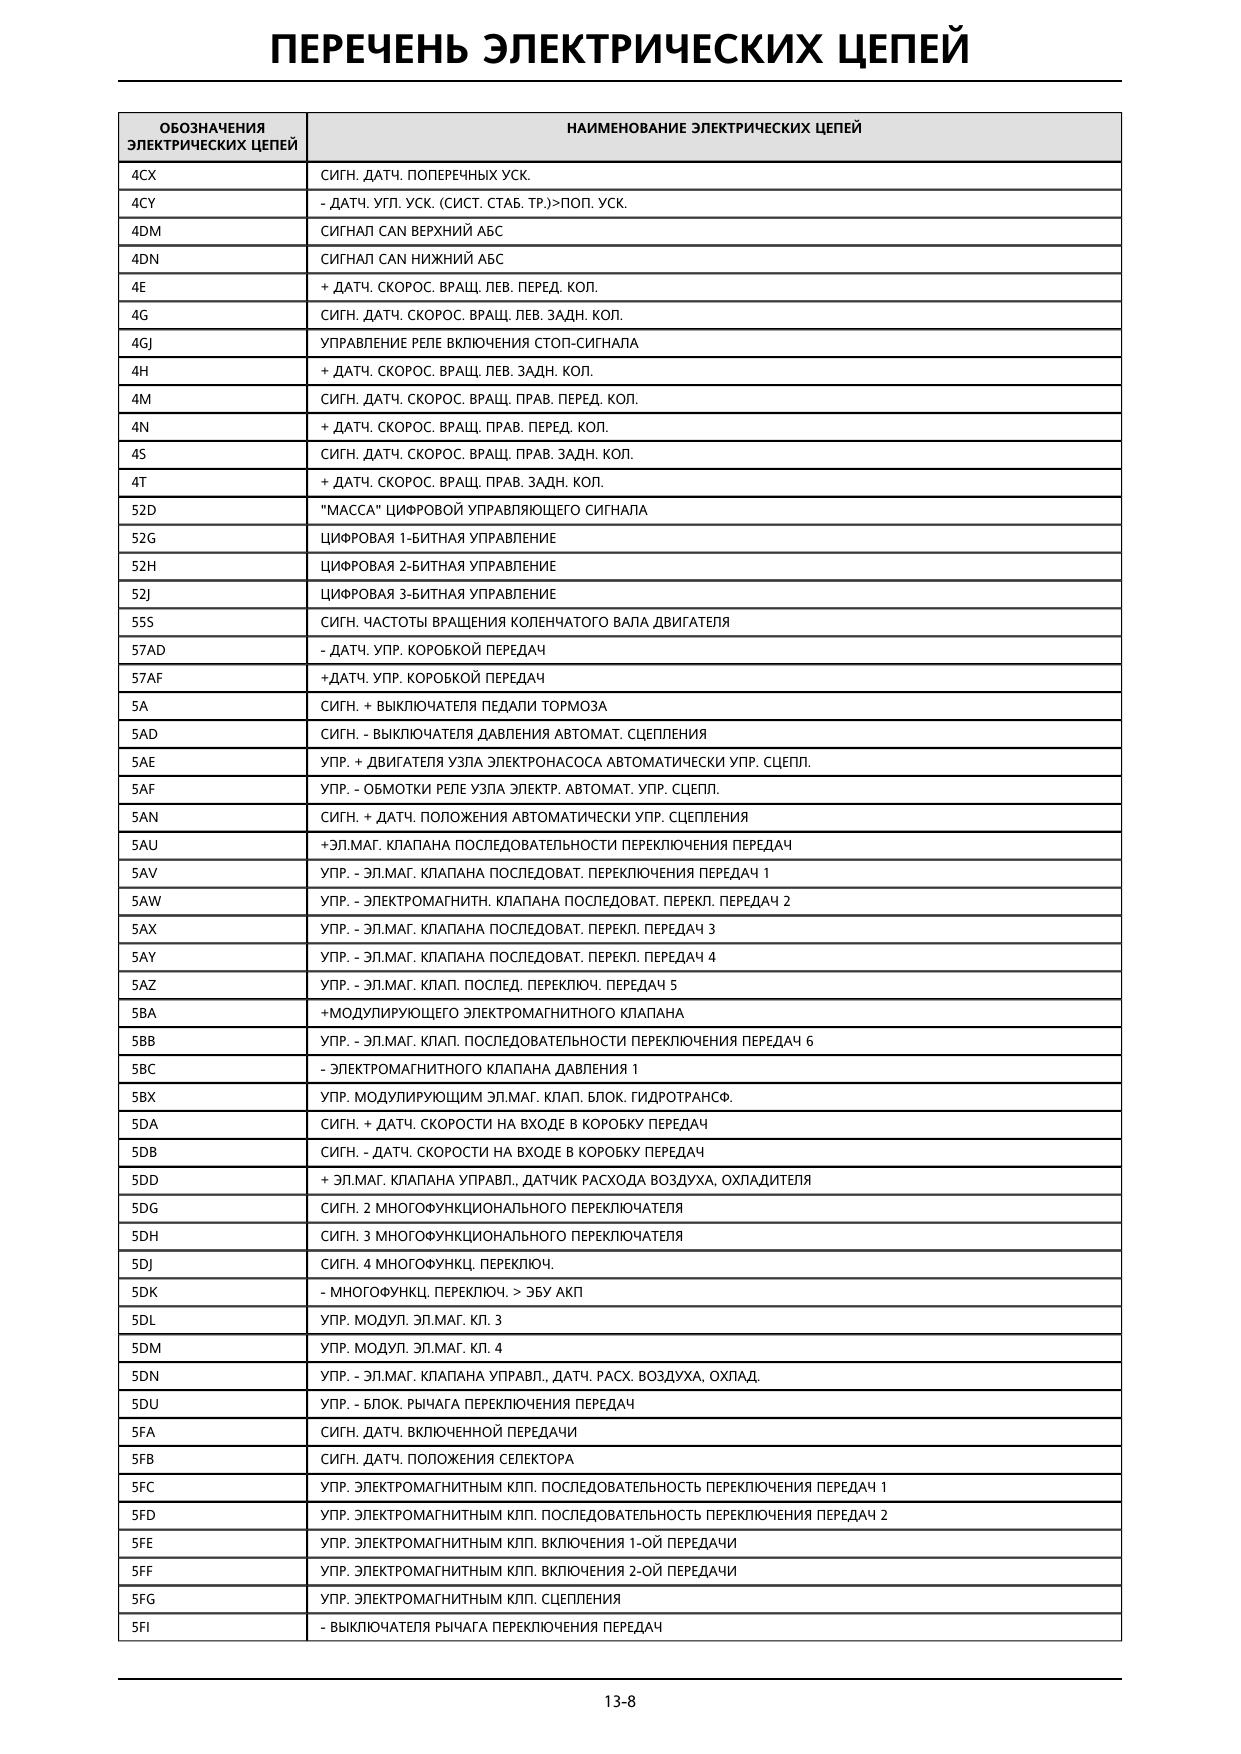 ПЕРЕЧЕНЬ ЭЛЕКТРИЧЕСКИХ ЦЕПЕЙ
ОБОЗНАЧЕНИЯ
ЭЛЕКТРИЧЕСКИХ ЦЕПЕЙ
НАИМЕНОВАНИЕ ЭЛЕКТРИЧЕСКИХ ЦЕПЕЙ
4CX СИГН. ДАТЧ. ПОПЕРЕЧНЫХ УСК.
4CY - ДАТЧ. УГЛ. УСК. (СИСТ. СТАБ. ТР.)>ПОП. УСК.
4DM СИГНАЛ CAN ВЕРХНИЙ АБС
4DN СИГНАЛ CAN НИЖНИЙ АБС
4E + ДАТЧ. СКОРОС. ВРАЩ. ЛЕВ. ПЕРЕД. КОЛ.
4G СИГН. ДАТЧ. СКОРОС. ВРАЩ. ЛЕВ. ЗАДН. КОЛ.
4GJ УПРАВЛЕНИЕ РЕЛЕ ВКЛЮЧЕНИЯ СТОП-СИГНАЛА
4H + ДАТЧ. СКОРОС. ВРАЩ. ЛЕВ. ЗАДН. КОЛ.
4M СИГН. ДАТЧ. СКОРОС. ВРАЩ. ПРАВ. ПЕРЕД. КОЛ.
4N + ДАТЧ. СКОРОС. ВРАЩ. ПРАВ. ПЕРЕД. КОЛ.
4S СИГН. ДАТЧ. СКОРОС. ВРАЩ. ПРАВ. ЗАДН. КОЛ.
4T + ДАТЧ. СКОРОС. ВРАЩ. ПРАВ. ЗАДН. КОЛ.
52D "МАССА" ЦИФРОВОЙ УПРАВЛЯЮЩЕГО СИГНАЛА
52G ЦИФРОВАЯ 1-БИТНАЯ УПРАВЛЕНИЕ
52H ЦИФРОВАЯ 2-БИТНАЯ УПРАВЛЕНИЕ
52J ЦИФРОВАЯ 3-БИТНАЯ УПРАВЛЕНИЕ
55S СИГН. ЧАСТОТЫ ВРАЩЕНИЯ КОЛЕНЧАТОГО ВАЛА ДВИГАТЕЛЯ
57AD - ДАТЧ. УПР. КОРОБКОЙ ПЕРЕДАЧ
57AF +ДАТЧ. УПР. КОРОБКОЙ ПЕРЕДАЧ
5A СИГН. + ВЫКЛЮЧАТЕЛЯ ПЕДАЛИ ТОРМОЗА
5AD СИГН. - ВЫКЛЮЧАТЕЛЯ ДАВЛЕНИЯ АВТОМАТ. СЦЕПЛЕНИЯ
5AE УПР. + ДВИГАТЕЛЯ УЗЛА ЭЛЕКТРОНАСОСА АВТОМАТИЧЕСКИ УПР. СЦЕПЛ.
5AF УПР. - ОБМОТКИ РЕЛЕ УЗЛА ЭЛЕКТР. АВТОМАТ. УПР. СЦЕПЛ.
5AN СИГН. + ДАТЧ. ПОЛОЖЕНИЯ АВТОМАТИЧЕСКИ УПР. СЦЕПЛЕНИЯ
5AU +ЭЛ.МАГ. КЛАПАНА ПОСЛЕДОВАТЕЛЬНОСТИ ПЕРЕКЛЮЧЕНИЯ ПЕРЕДАЧ
5AV УПР. - ЭЛ.МАГ. КЛАПАНА ПОСЛЕДОВАТ. ПЕРЕКЛЮЧЕНИЯ ПЕРЕДАЧ 1
5AW УПР. - ЭЛЕКТРОМАГНИТН. КЛАПАНА ПОСЛЕДОВАТ. ПЕРЕКЛ. ПЕРЕДАЧ 2
5AX УПР. - ЭЛ.МАГ. КЛАПАНА ПОСЛЕДОВАТ. ПЕРЕКЛ. ПЕРЕДАЧ 3
5AY УПР. - ЭЛ.МАГ. КЛАПАНА ПОСЛЕДОВАТ. ПЕРЕКЛ. ПЕРЕДАЧ 4
5AZ УПР. - ЭЛ.МАГ. КЛАП. ПОСЛЕД. ПЕРЕКЛЮЧ. ПЕРЕДАЧ 5
5BA +МОДУЛИРУЮЩЕГО ЭЛЕКТРОМАГНИТНОГО КЛАПАНА
5BB УПР. - ЭЛ.МАГ. КЛАП. ПОСЛЕДОВАТЕЛЬНОСТИ ПЕРЕКЛЮЧЕНИЯ ПЕРЕДАЧ 6
5BC - ЭЛЕКТРОМАГНИТНОГО КЛАПАНА ДАВЛЕНИЯ 1
5BX УПР. МОДУЛИРУЮЩИМ ЭЛ.МАГ. КЛАП. БЛОК. ГИДРОТРАНСФ.
5DA СИГН. + ДАТЧ. СКОРОСТИ НА ВХОДЕ В КОРОБКУ ПЕРЕДАЧ
5DB СИГН. - ДАТЧ. СКОРОСТИ НА ВХОДЕ В КОРОБКУ ПЕРЕДАЧ
5DD + ЭЛ.МАГ. КЛАПАНА УПРАВЛ., ДАТЧИК РАСХОДА ВОЗДУХА, ОХЛАДИТЕЛЯ
5DG СИГН. 2 МНОГОФУНКЦИОНАЛЬНОГО ПЕРЕКЛЮЧАТЕЛЯ
5DH СИГН. 3 МНОГОФУНКЦИОНАЛЬНОГО ПЕРЕКЛЮЧАТЕЛЯ
5DJ СИГН. 4 МНОГОФУНКЦ. ПЕРЕКЛЮЧ.
5DK - МНОГОФУНКЦ. ПЕРЕКЛЮЧ. > ЭБУ АКП
5DL УПР. МОДУЛ. ЭЛ.МАГ. КЛ. 3
5DM УПР. МОДУЛ. ЭЛ.МАГ. КЛ. 4
5DN УПР. - ЭЛ.МАГ. КЛАПАНА УПРАВЛ., ДАТЧ. РАСХ. ВОЗДУХА, ОХЛАД.
5DU УПР. - БЛОК. РЫЧАГА ПЕРЕКЛЮЧЕНИЯ ПЕРЕДАЧ
5FA СИГН. ДАТЧ. ВКЛЮЧЕННОЙ ПЕРЕДАЧИ
5FB СИГН. ДАТЧ. ПОЛОЖЕНИЯ СЕЛЕКТОРА
5FC УПР. ЭЛЕКТРОМАГНИТНЫМ КЛП. ПОСЛЕДОВАТЕЛЬНОСТЬ ПЕРЕКЛЮЧЕНИЯ ПЕРЕДАЧ 1
5FD УПР. ЭЛЕКТРОМАГНИТНЫМ КЛП. ПОСЛЕДОВАТЕЛЬНОСТЬ ПЕРЕКЛЮЧЕНИЯ ПЕРЕДАЧ 2
5FE УПР. ЭЛЕКТРОМАГНИТНЫМ КЛП. ВКЛЮЧЕНИЯ 1-ОЙ ПЕРЕДАЧИ
5FF УПР. ЭЛЕКТРОМАГНИТНЫМ КЛП. ВКЛЮЧЕНИЯ 2-ОЙ ПЕРЕДАЧИ
5FG УПР. ЭЛЕКТРОМАГНИТНЫМ КЛП. СЦЕПЛЕНИЯ
5FI - ВЫКЛЮЧАТЕЛЯ РЫЧАГА ПЕРЕКЛЮЧЕНИЯ ПЕРЕДАЧ
13-8